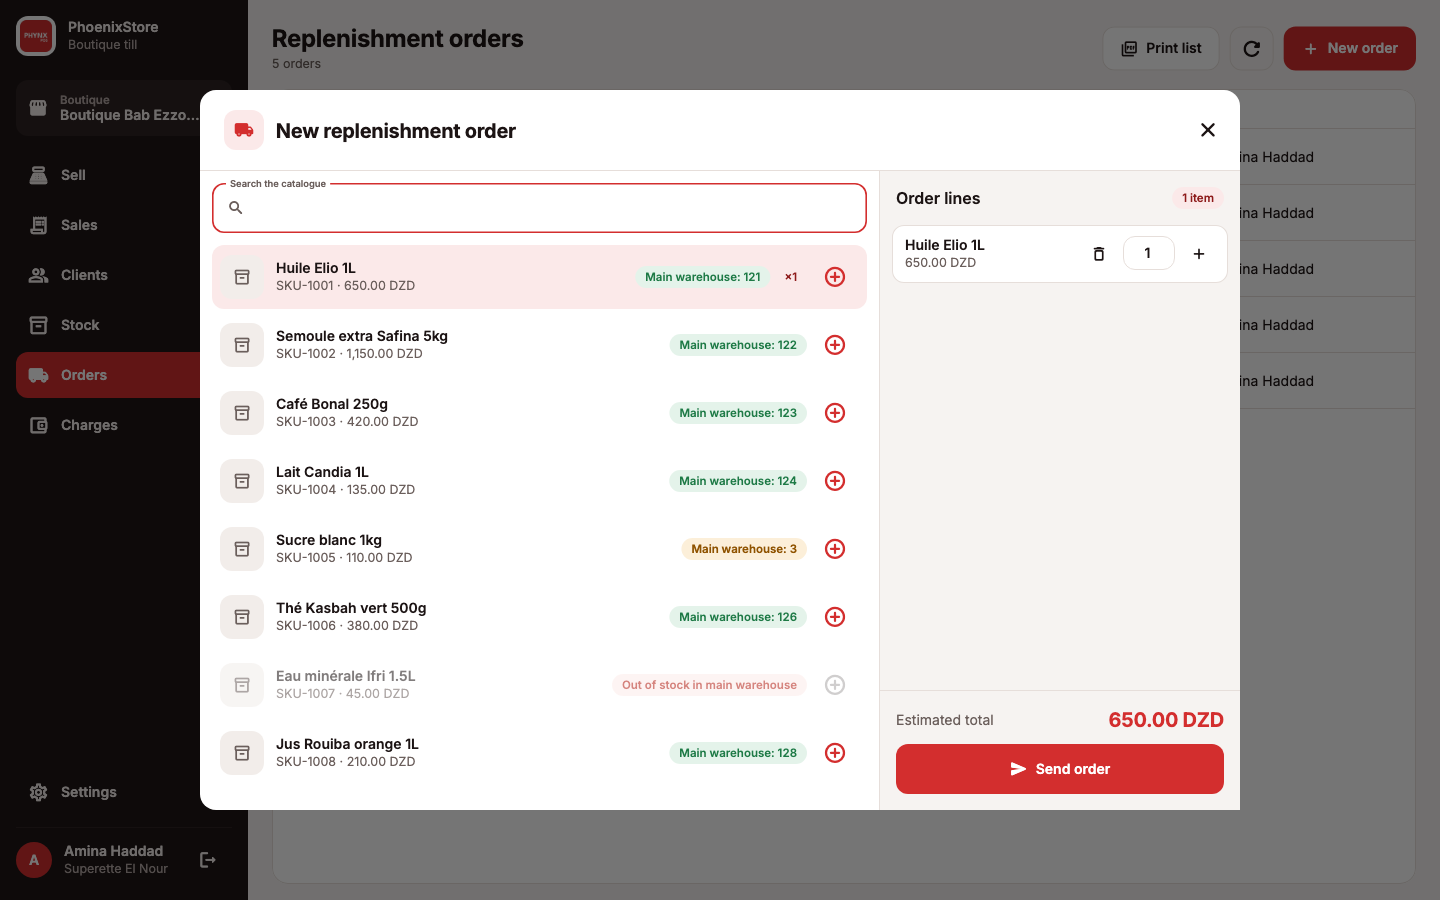 PHYNX
PhoenixStore
Boutique till
Boutique
Boutique Bab Ezzo...
Sell
Sales
Clients
Stock
Orders
Charges
Settings
A
Amina Haddad
Superette El Nour
Replenishment orders
5 orders
Print list
New order
New replenishment order
Search the catalogue
Huile Elio 1L
SKU-1001 · 650.00 DZD
Main warehouse: 121
×1
Semoule extra Safina 5kg
SKU-1002 · 1,150.00 DZD
Main warehouse: 122
Café Bonal 250g
SKU-1003 · 420.00 DZD
Main warehouse: 123
Lait Candia 1L
SKU-1004 · 135.00 DZD
Main warehouse: 124
Sucre blanc 1kg
SKU-1005 · 110.00 DZD
Main warehouse: 3
Thé Kasbah vert 500g
SKU-1006 · 380.00 DZD
Main warehouse: 126
Eau minérale Ifri 1.5L
SKU-1007 · 45.00 DZD
Out of stock in main warehouse
Jus Rouiba orange 1L
SKU-1008 · 210.00 DZD
Main warehouse: 128
Order lines
1 item
Huile Elio 1L
650.00 DZD
1
Estimated total
650.00 DZD
Send order
ina Haddad
ina Haddad
ina Haddad
ina Haddad
ina Haddad